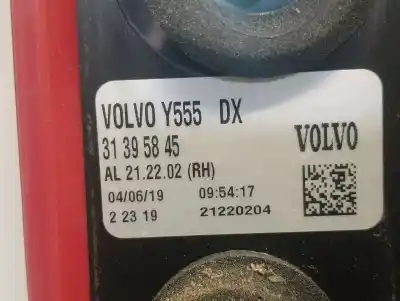 VOLVO Y555 DX
31 39 58 45
VOLVO
AL 21.22.02 (RH)
04/06/19 09:54:17
2 23 19 21220204